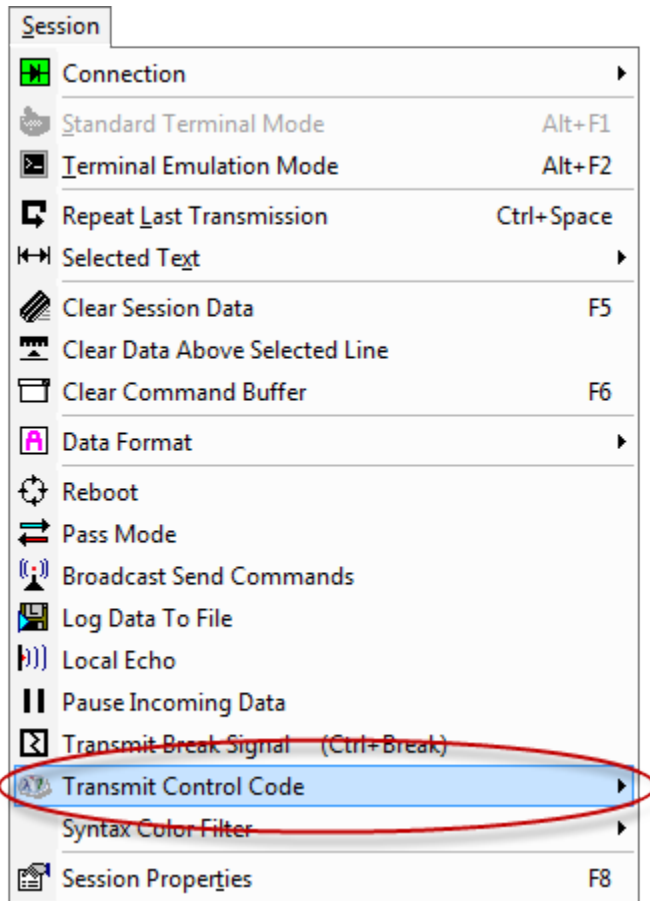 Session
Connection
Standard Terminal Mode Alt+F1
Terminal Emulation Mode Alt+F2
Repeat Last Transmission Ctrl+Space
Selected Text
Clear Session Data F5
Clear Data Above Selected Line
Clear Command Buffer F6
Data Format
Reboot
Pass Mode
Broadcast Send Commands
Log Data To File
Local Echo
Pause Incoming Data
Transmit Break Signal (Ctrl+Break)
Transmit Control Code
Syntax Color Filter
Session Properties F8